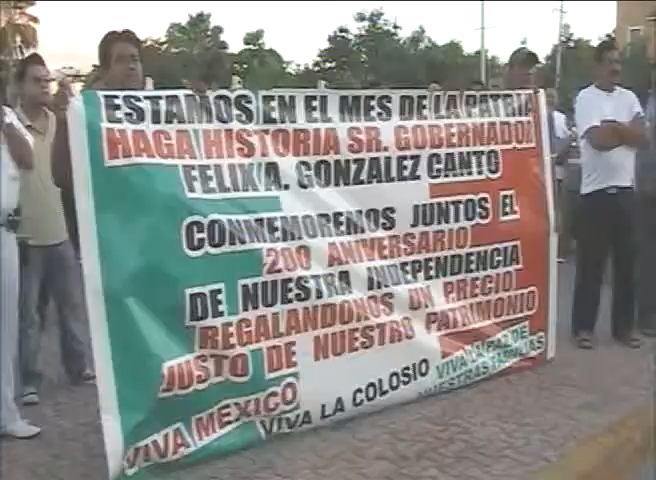 ESTAMOS EN EL MES DE LA PATRIA
HAGA HISTORIA SR. GOBERNADOR
FELIX A. GONZALEZ CANTO
CONMEMOREMOS JUNTOS EL
200 ANIVERSARIO
DE NUESTRA INDEPENDENCIA
REGALANDONOS UN PRECIO
JUSTO DE NUESTRO PATRIMONIO
VIVA MEXICO
VIVA LA COLOSIO
VIVA LA PAZ DE
NUESTRAS FAMILIAS